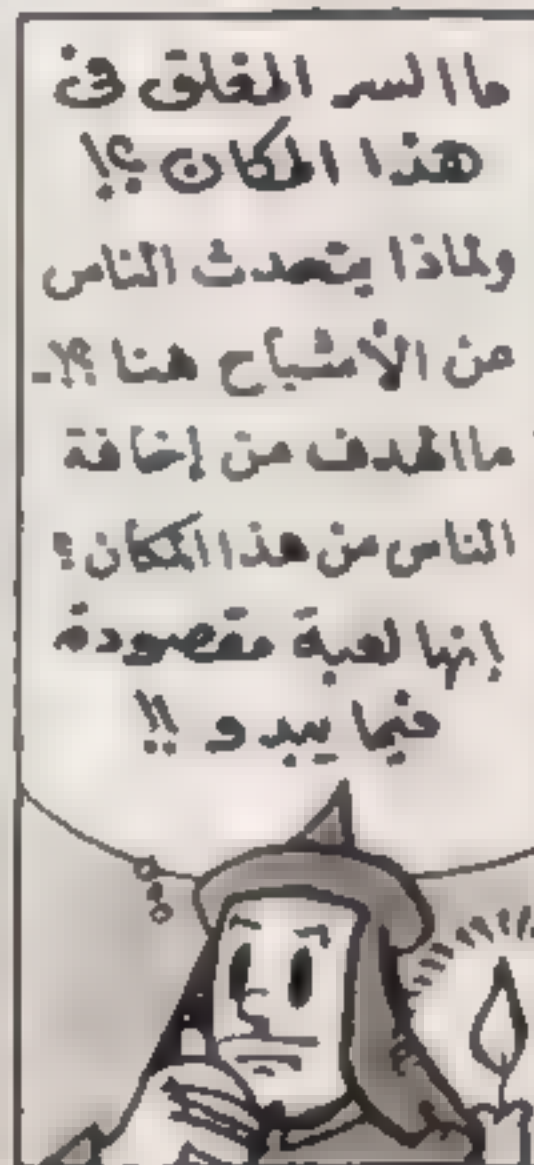 ما السر المغلق فى
هذا المكان ؟!
ولماذا يتحدث الناس
عن الأشباح هنا ؟! -
ما الهدف من إخافة
الناس من هذا المكان ؟
إنها لعبة مقصودة
فيما يبدو !!